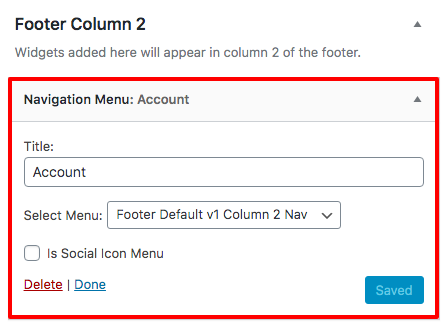 Footer Column 2
Widgets added here will appear in column 2 of the footer.
Navigation Menu: Account
Title:
Account
Select Menu: Footer Default v1 Column 2 Nav
Is Social Icon Menu
Delete | Done
Saved